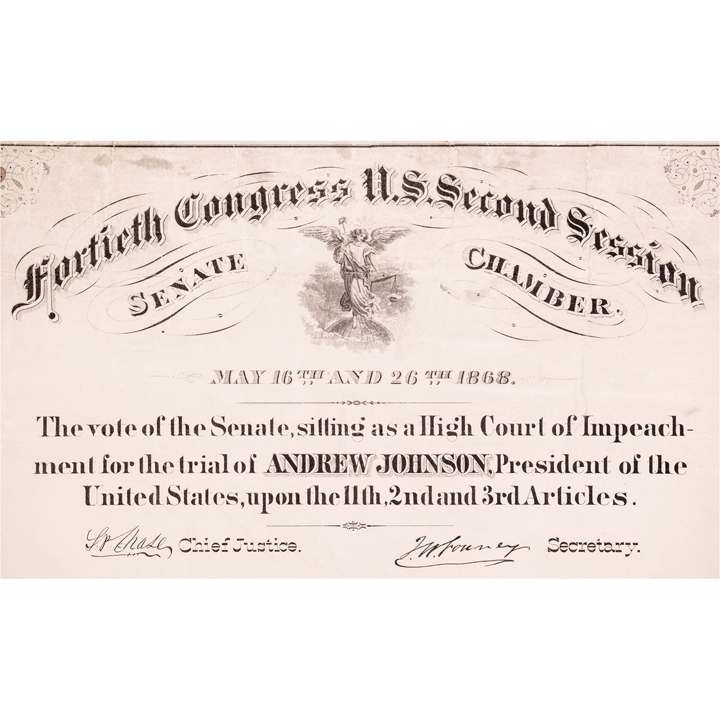 Fortieth Congress U.S. Second Session
SENATE CHAMBER.
MAY 16TH AND 26TH 1868.
The vote of the Senate, sitting as a High Court of Impeach-
ment for the trial of ANDREW JOHNSON, President of the
United States, upon the 11th, 2nd and 3rd Articles.
S. P. Chase, Chief Justice. J. W. Forney Secretary.